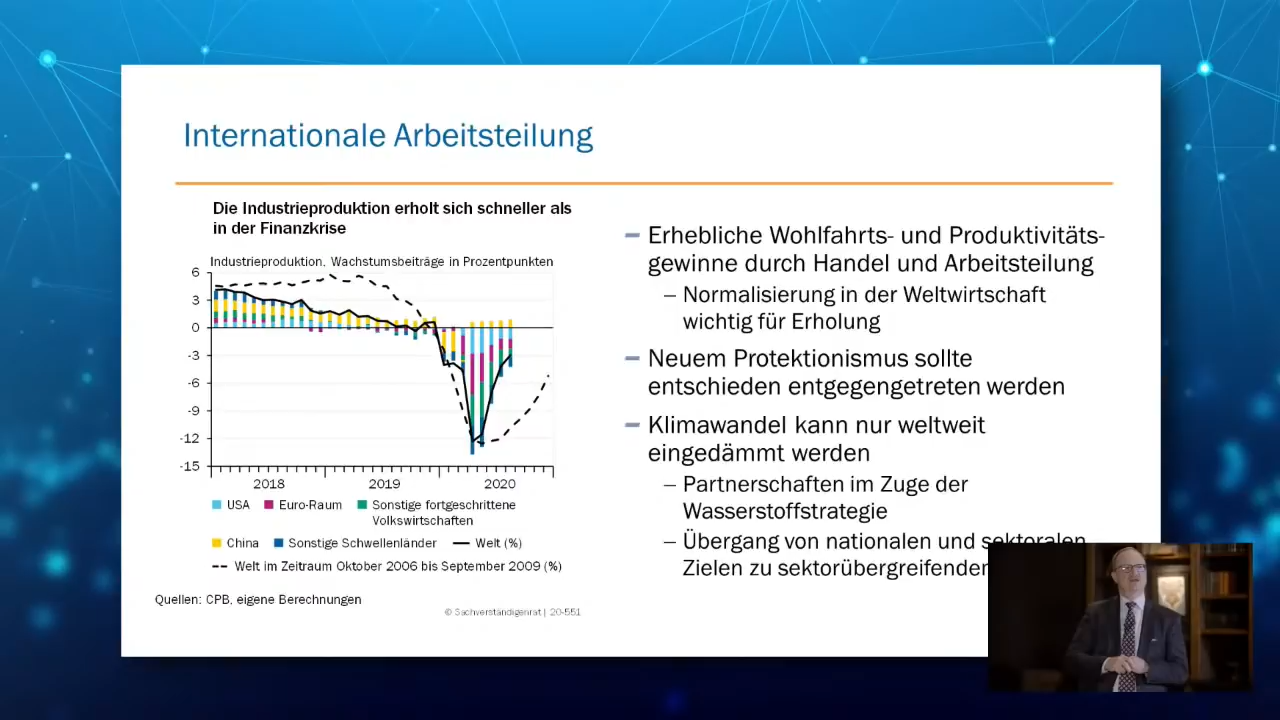 Internationale Arbeitsteilung
Die Industrieproduktion erholt sich schneller als
in der Finanzkrise
Industrieproduktion, Wachstumsbeiträge in Prozentpunkten
6
3
0
-3
-6
-9
-12
-15
2018 2019 2020
USA Euro-Raum Sonstige fortgeschrittene
Volkswirtschaften
China Sonstige Schwellenländer Welt (%)
Welt im Zeitraum Oktober 2006 bis September 2009 (%)
Quellen: CPB, eigene Berechnungen
© Sachverständigenrat | 20-551
– Erhebliche Wohlfahrts- und Produktivitäts-
gewinne durch Handel und Arbeitsteilung
– Normalisierung in der Weltwirtschaft
wichtig für Erholung
– Neuem Protektionismus sollte
entschieden entgegengetreten werden
– Klimawandel kann nur weltweit
eingedämmt werden
– Partnerschaften im Zuge der
Wasserstoffstrategie
– Übergang von nationalen und sektoralen
Zielen zu sektorübergreifenden